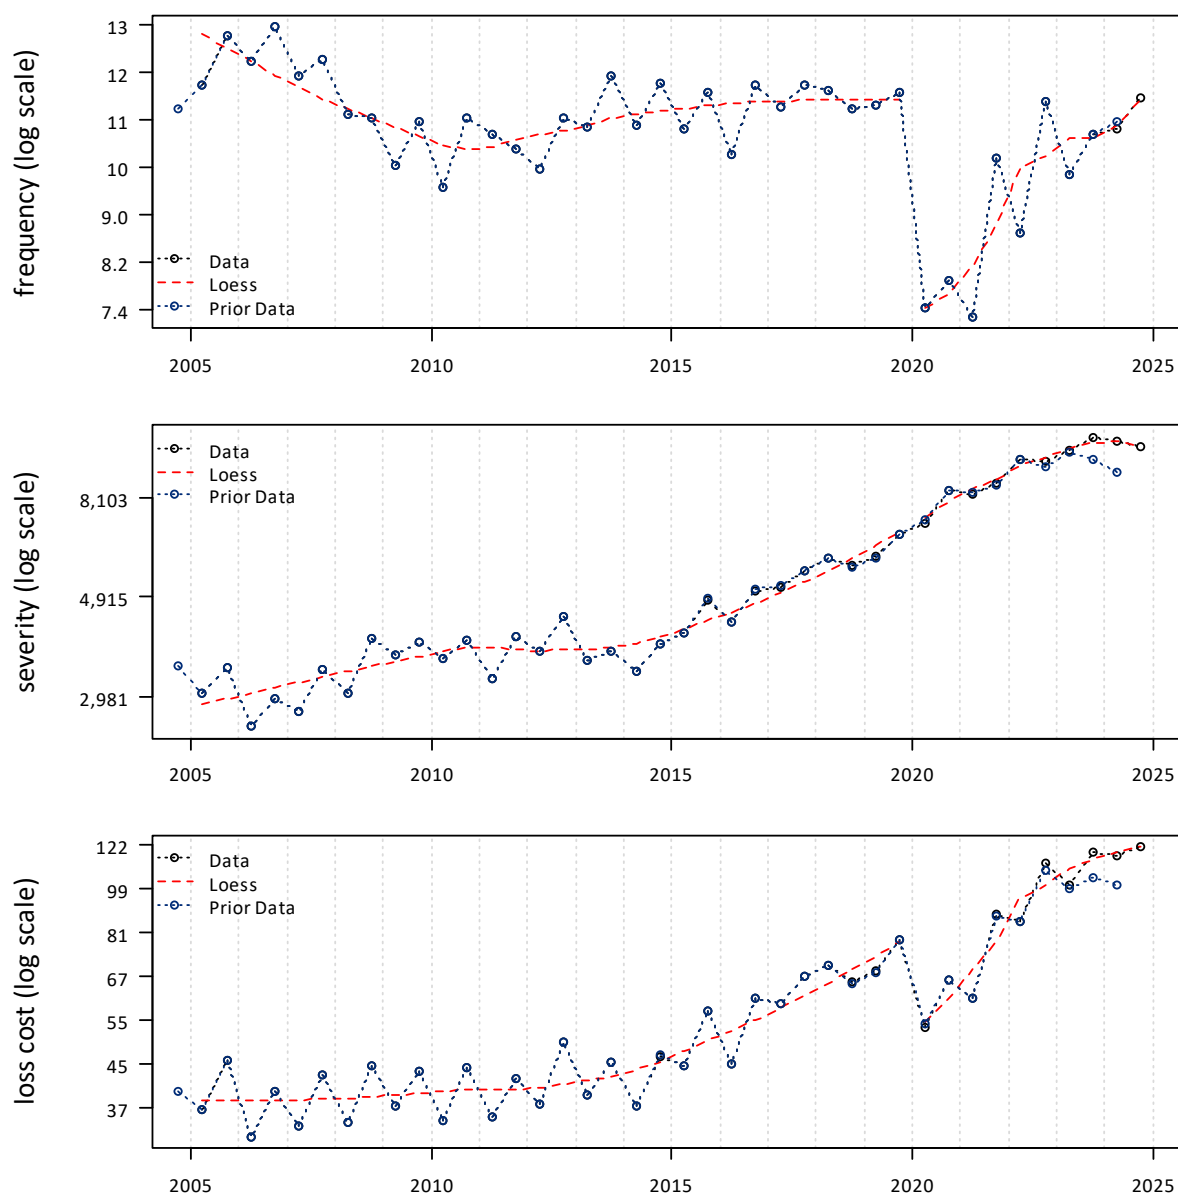 frequency (log scale)
13
12
11
10
9.0
8.2
7.4
Data
Loess
Prior Data
2005
2010
2015
2020
2025
severity (log scale)
8,103
4,915
2,981
Data
Loess
Prior Data
2005
2010
2015
2020
2025
loss cost (log scale)
122
99
81
67
55
45
37
Data
Loess
Prior Data
2005
2010
2015
2020
2025